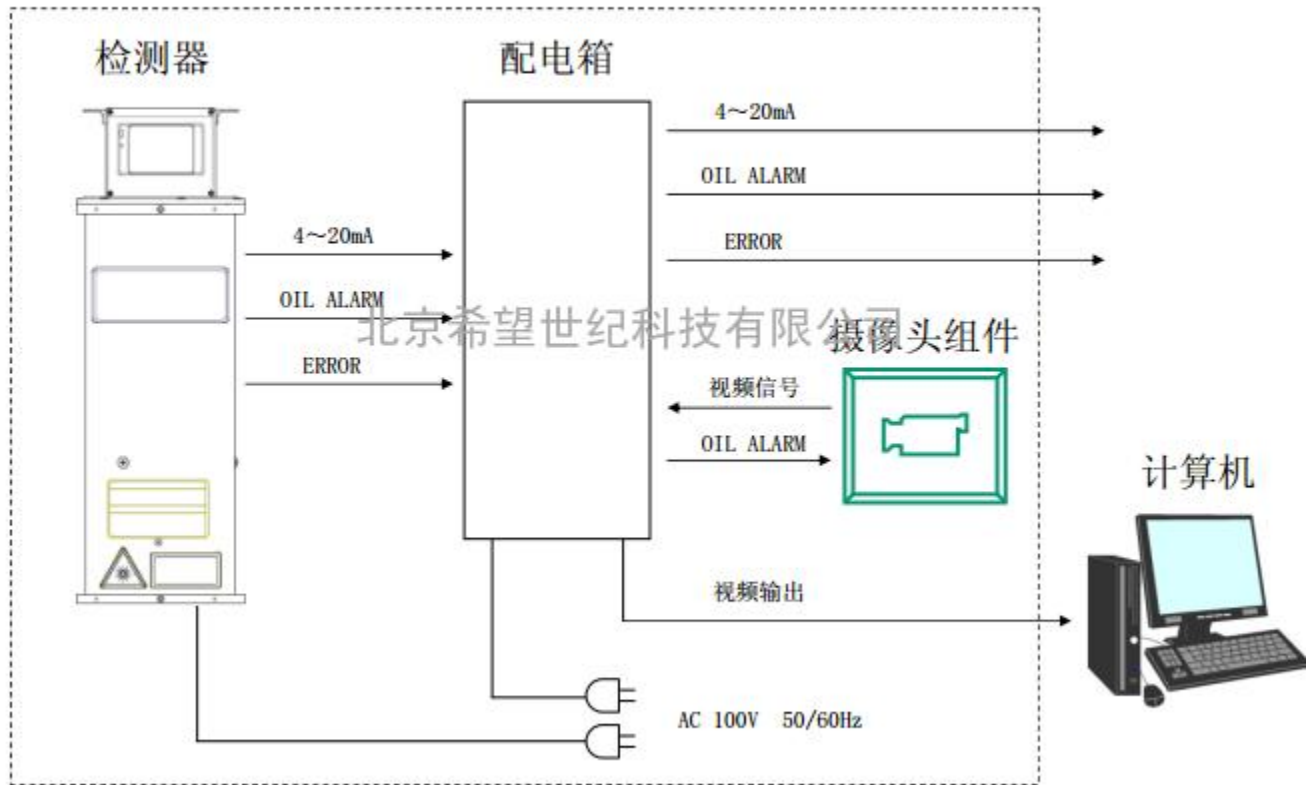 检测器
配电箱
4～20mA
OIL ALARM
ERROR
4～20mA
OIL ALARM
ERROR
北京希望世纪科技有限公司
摄像头组件
视频信号
OIL ALARM
计算机
视频输出
AC 100V 50/60Hz